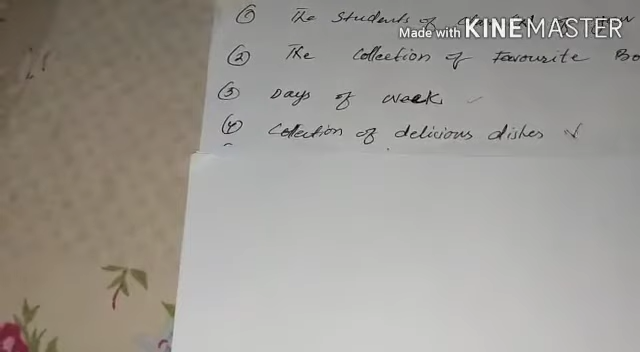 Made with KINEMASTER
① The Students of
② The Collection of Favourite Bo
③ Days of week
④ Collection of delicious dishes